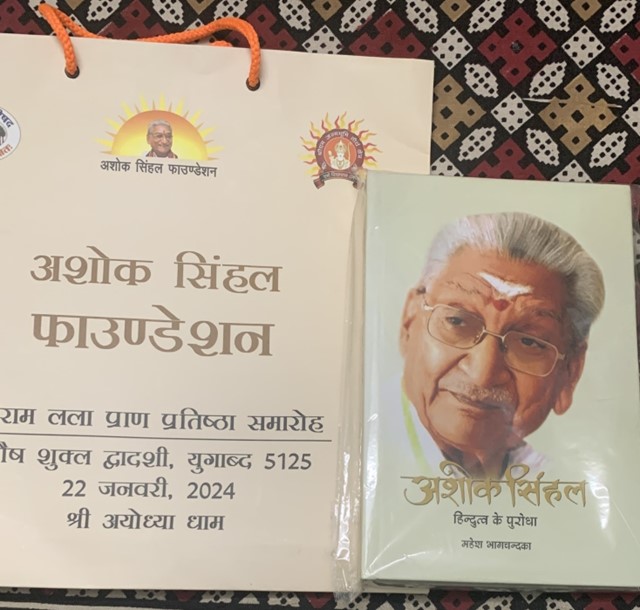 अशोक सिंहल फाउण्डेशन
अशोक सिंहल
फाउण्डेशन
राम लला प्राण प्रतिष्ठा समारोह
शुक्ल द्वादशी, युगाब्द 5125
22 जनवरी, 2024
श्री अयोध्या धाम
अशोक सिंहल
हिन्दुत्व के पुरोधा
महेश भागचन्दका